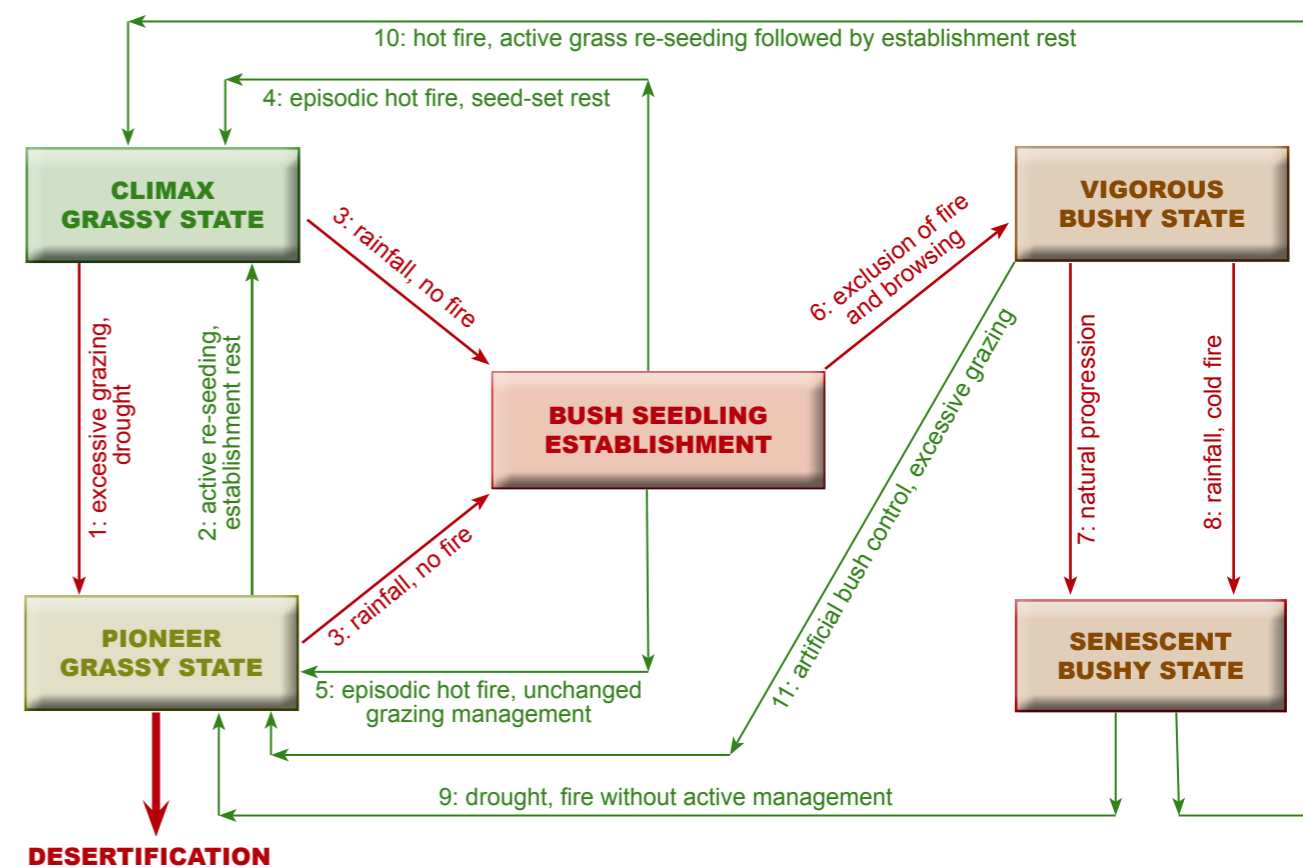 10: hot fire, active grass re-seeding followed by establishment rest
4: episodic hot fire, seed-set rest
CLIMAX
GRASSY STATE
VIGOROUS
BUSHY STATE
3: rainfall, no fire
6: exclusion of fire
and browsing
1: excessive grazing,
drought
2: active re-seeding,
establishment rest
BUSH SEEDLING
ESTABLISHMENT
11: artificial bush control, excessive grazing
7: natural progression
8: rainfall, cold fire
3: rainfall, no fire
PIONEER
GRASSY STATE
SENESCENT
BUSHY STATE
5: episodic hot fire, unchanged
grazing management
9: drought, fire without active management
DESERTIFICATION